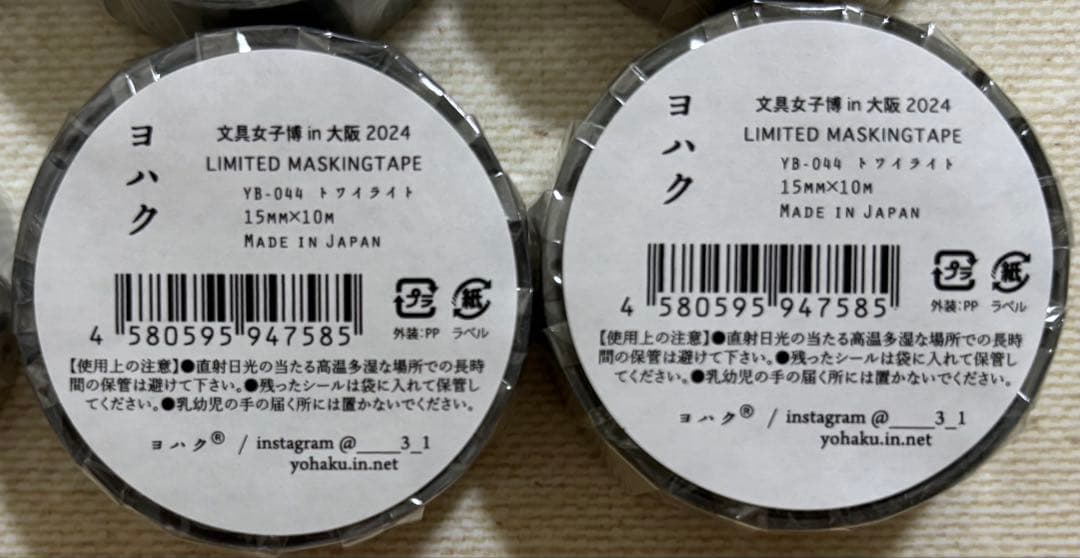 ヨハク
文具女子博 in 大阪 2024
LIMITED MASKINGTAPE
YB-044 トワイライト
15MM×10M
MADE IN JAPAN
4 580595 947585
プラ
外装:PP
紙
ラベル
【使用上の注意】●直射日光の当たる高温多湿な場所での長時
間の保管は避けて下さい。●残ったシールは袋に入れて保管し
てください。●乳幼児の手の届く所には置かないでください。
ヨハク® / instagram @____3_1
yohaku.in.net
ヨハク
文具女子博 in 大阪 2024
LIMITED MASKINGTAPE
YB-044 トワイライト
15MM×10M
MADE IN JAPAN
4 580595 947585
プラ
外装:PP
紙
ラベル
【使用上の注意】●直射日光の当たる高温多湿な場所での長時
間の保管は避けて下さい。●残ったシールは袋に入れて保管し
てください。●乳幼児の手の届く所には置かないでください。
ヨハク® / instagram @____3_1
yohaku.in.net